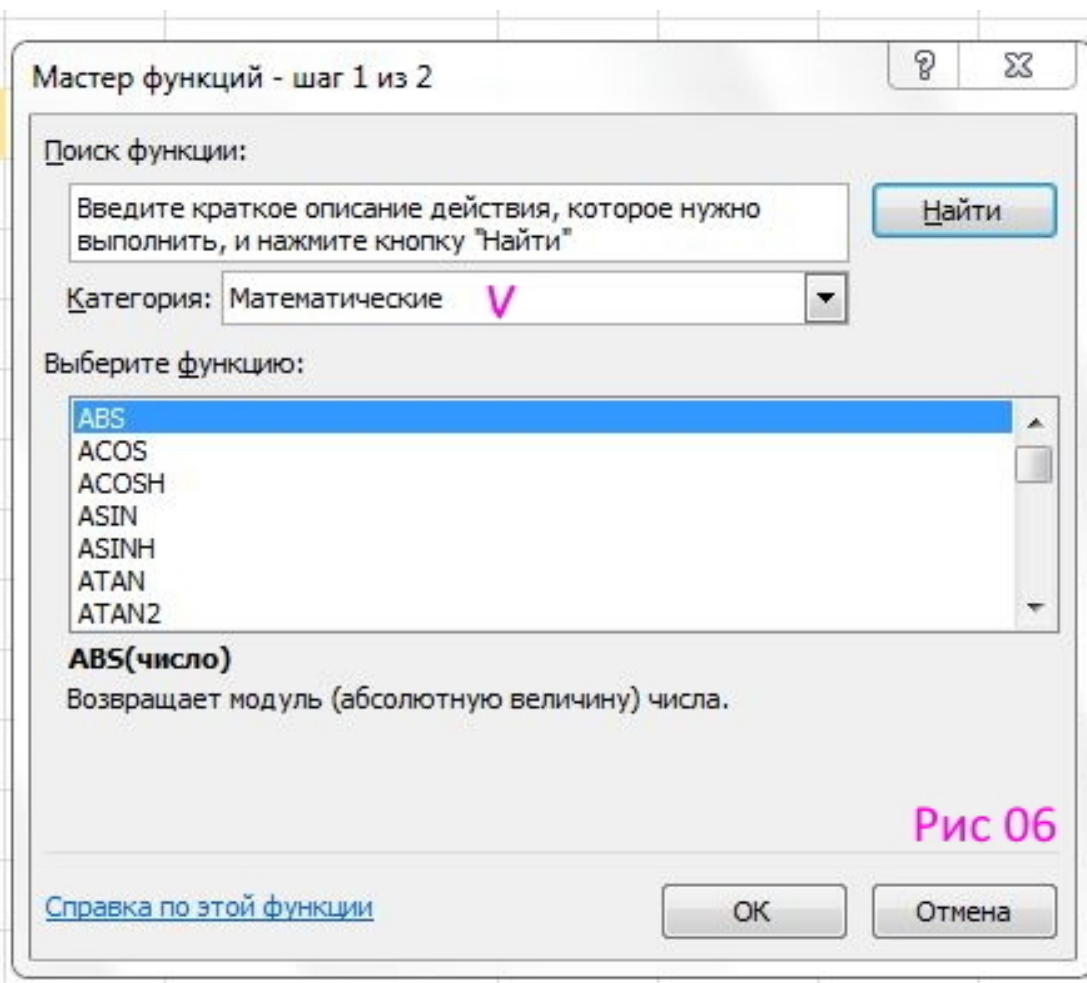 Мастер функций - шаг 1 из 2
Поиск функции:
Введите краткое описание действия, которое нужно
выполнить, и нажмите кнопку "Найти"
Найти
Категория: Математические V
Выберите функцию:
ABS
ACOS
ACOSH
ASIN
ASINH
ATAN
ATAN2
ABS(число)
Возвращает модуль (абсолютную величину) числа.
Рис 06
Справка по этой функции
ОК
Отмена